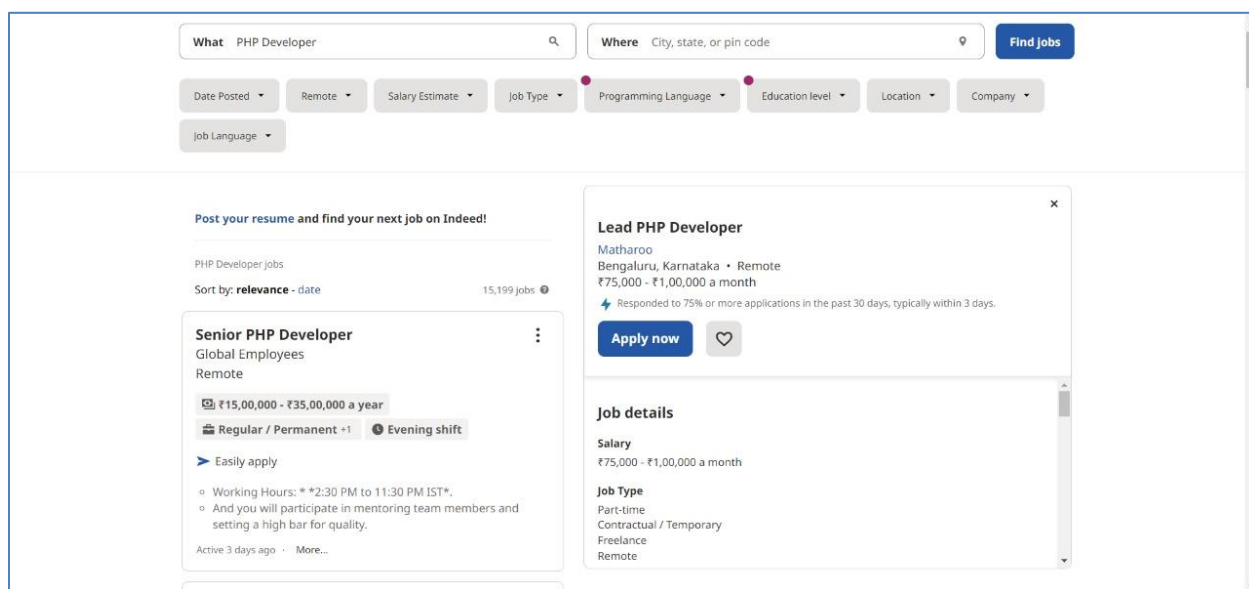 What PHP Developer
Where City, state, or pin code
Find jobs
Date Posted
Remote
Salary Estimate
Job Type
Programming Language
Education level
Location
Company
Job Language
Post your resume and find your next job on Indeed!
PHP Developer jobs
Sort by: relevance - date
15,199 jobs
Senior PHP Developer
Global Employees
Remote
₹15,00,000 - ₹35,00,000 a year
Regular / Permanent +1
Evening shift
Easily apply
Working Hours: * *2:30 PM to 11:30 PM IST*.
And you will participate in mentoring team members and
setting a high bar for quality.
Active 3 days ago · More...
Lead PHP Developer
Matharoo
Bengaluru, Karnataka • Remote
₹75,000 - ₹1,00,000 a month
Responded to 75% or more applications in the past 30 days, typically within 3 days.
Apply now
Job details
Salary
₹75,000 - ₹1,00,000 a month
Job Type
Part-time
Contractual / Temporary
Freelance
Remote